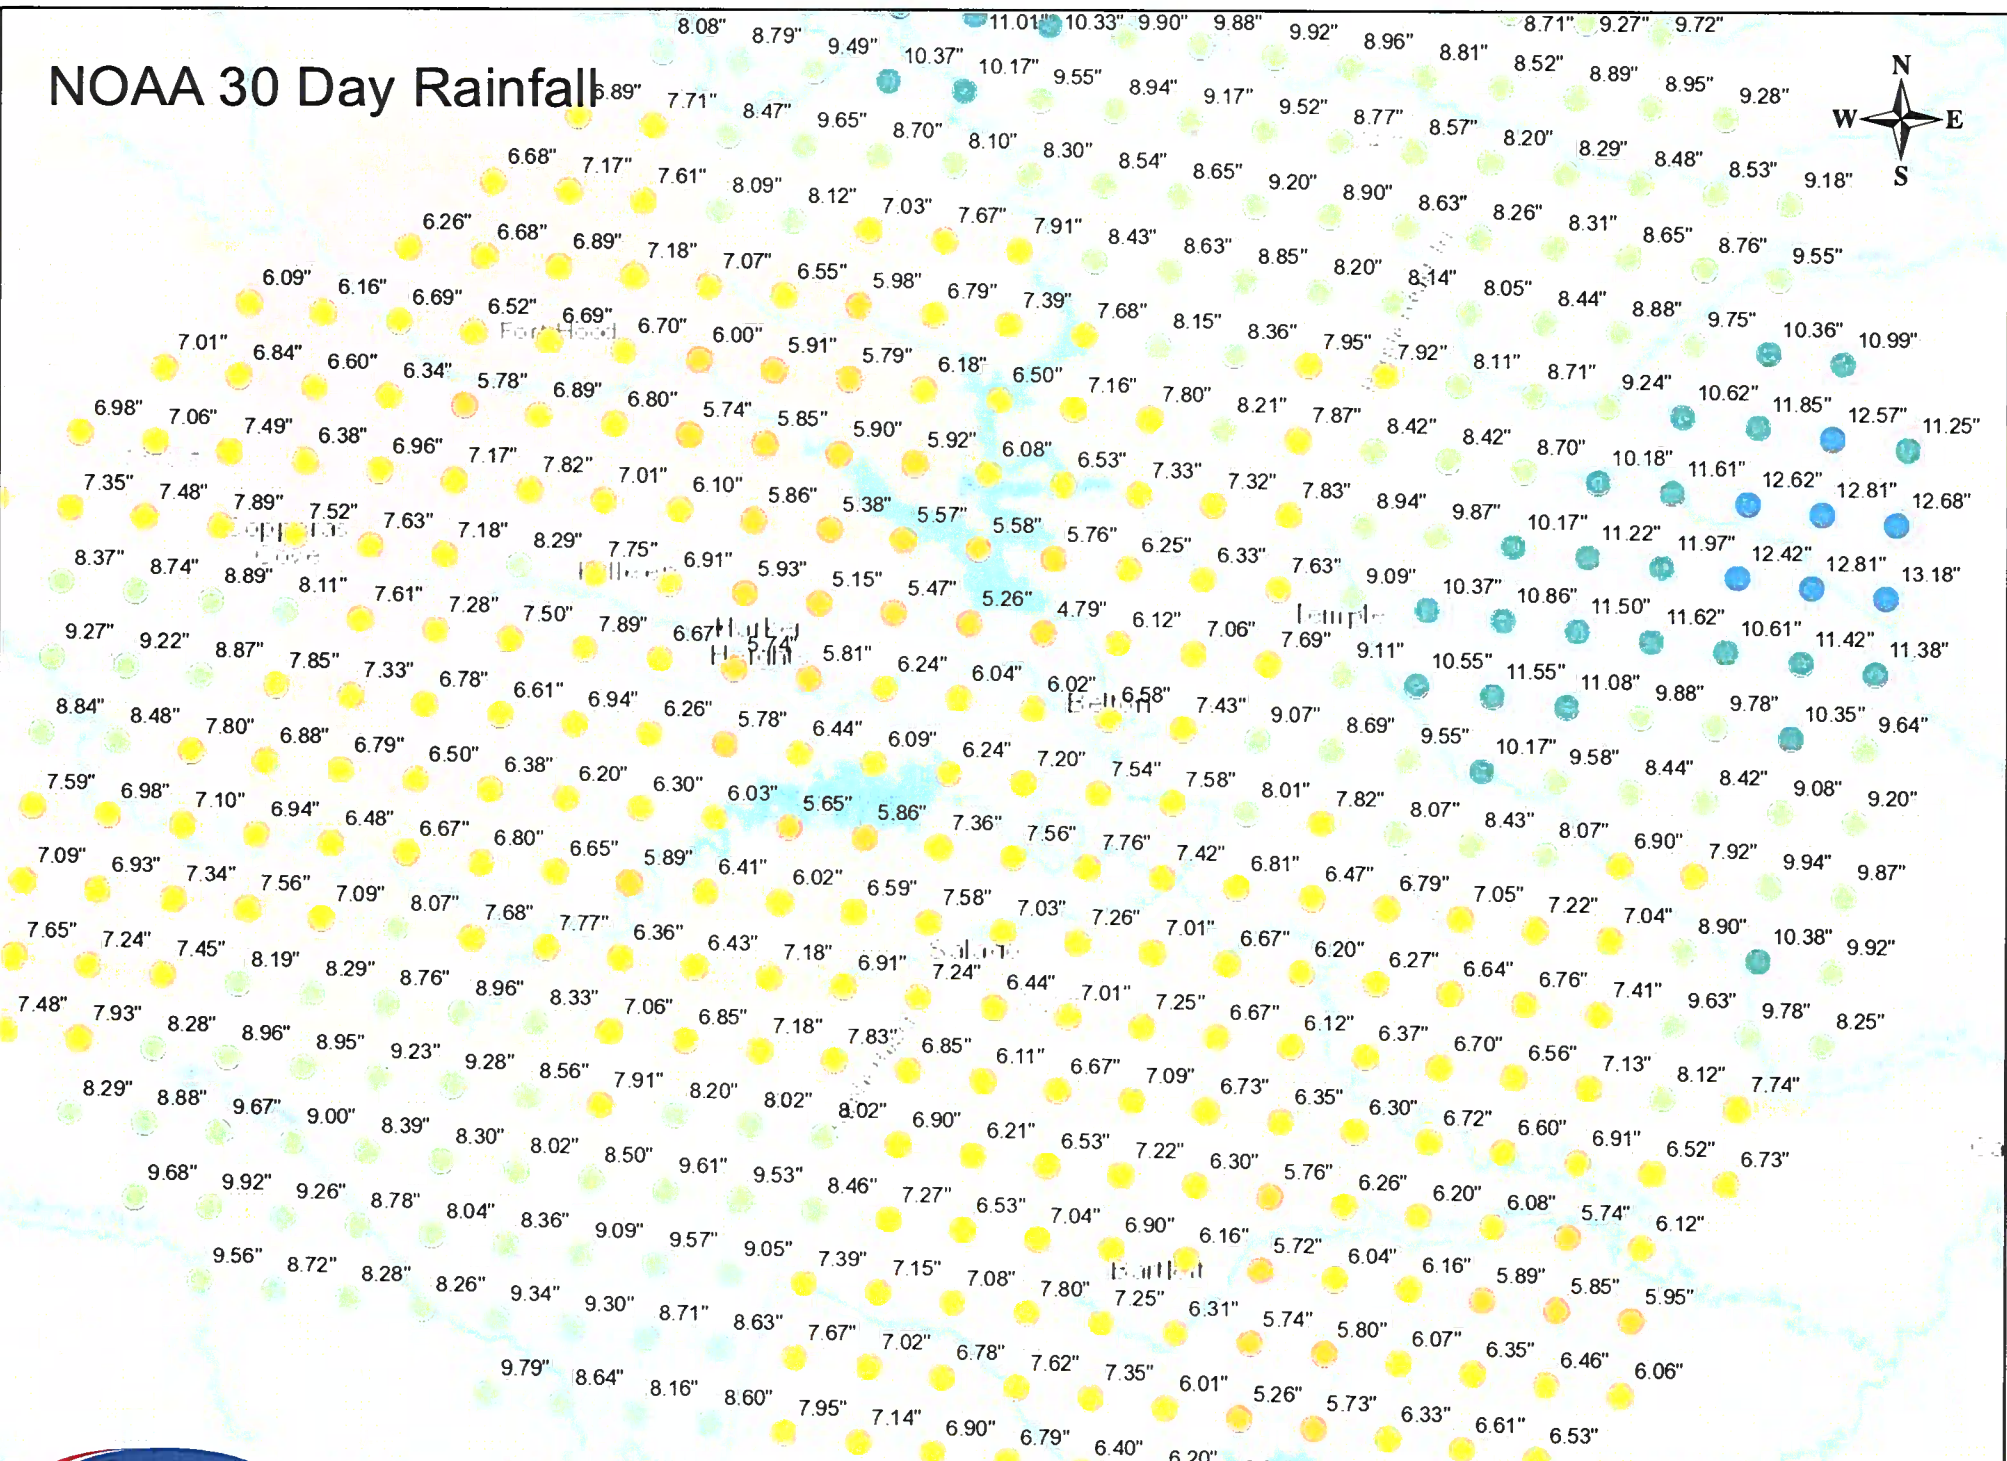 NOAA 30 Day Rainfall
N
W E
S
8.71" 9.27" 9.72"
11.01" 10.33" 9.90" 9.88" 9.92" 8.96" 8.81" 8.52" 8.89" 8.95" 9.28"
8.08" 8.79" 9.49" 10.37" 10.17" 9.55" 8.94" 9.17" 9.52" 8.77" 8.57" 8.20" 8.29" 8.48" 8.53" 9.18"
6.89" 7.71" 8.47" 9.65" 8.70" 8.10" 8.30" 8.54" 8.65" 9.20" 8.90" 8.63" 8.26" 8.31" 8.65" 8.76" 9.55"
6.68" 7.17" 7.61" 8.09" 8.12" 7.03" 7.67" 7.91" 8.43" 8.63" 8.85" 8.20" 8.14" 8.05" 8.44" 8.88" 9.75" 10.36" 10.99"
6.26" 6.68" 6.89" 7.18" 7.07" 6.55" 5.98" 6.79" 7.39" 7.68" 8.15" 8.36" 7.95" 7.92" 8.11" 8.71" 9.24" 10.62" 11.85" 12.57" 11.25"
6.09" 6.16" 6.69" 6.52" 6.69" 6.70" 6.00" 5.91" 5.79" 6.18" 6.50" 7.16" 7.80" 8.21" 7.87" 8.42" 8.42" 8.70" 10.18" 11.61" 12.62" 12.81" 12.68"
Fort Hood
7.01" 6.84" 6.60" 6.34" 5.78" 6.89" 6.80" 5.74" 5.85" 5.90" 5.92" 6.08" 6.53" 7.33" 7.32" 7.83" 8.94" 9.87" 10.17" 11.22" 11.97" 12.42" 12.81" 13.18"
6.98" 7.06" 7.49" 6.38" 6.96" 7.17" 7.82" 7.01" 6.10" 5.86" 5.38" 5.57" 5.58" 5.76" 6.25" 6.33" 7.63" 9.09" 10.37" 10.86" 11.50" 11.62" 10.61" 11.42" 11.38"
7.35" 7.48" 7.89" 7.52" 7.63" 7.18" 8.29" 7.75" 6.91" 5.93" 5.15" 5.47" 5.26" 4.79" 6.12" 7.06" 7.69" 9.11" 10.55" 11.55" 11.08" 9.88" 9.78" 10.35" 9.64"
Copperas
Cove
Killeen
Temple
8.37" 8.74" 8.89" 8.11" 7.61" 7.28" 7.50" 7.89" 6.67" 5.74" 5.81" 6.24" 6.04" 6.02" 6.58" 7.43" 9.07" 8.69" 9.55" 10.17" 9.58" 8.44" 8.42" 9.08" 9.20"
Harker
Belton
9.27" 9.22" 8.87" 7.85" 7.33" 6.78" 6.61" 6.94" 6.26" 5.78" 6.44" 6.09" 6.24" 7.20" 7.54" 7.58" 8.01" 7.82" 8.07" 8.43" 8.07" 6.90" 7.92" 9.94" 9.87"
8.84" 8.48" 7.80" 6.88" 6.79" 6.50" 6.38" 6.20" 6.30" 6.03" 5.65" 5.86" 7.36" 7.56" 7.76" 7.42" 6.81" 6.47" 6.79" 7.05" 7.22" 7.04" 8.90" 10.38" 9.92"
7.59" 6.98" 7.10" 6.94" 6.48" 6.67" 6.80" 6.65" 5.89" 6.41" 6.02" 6.59" 7.58" 7.03" 7.26" 7.01" 6.67" 6.20" 6.27" 6.64" 6.76" 7.41" 9.63" 9.78" 8.25"
7.09" 6.93" 7.34" 7.56" 7.09" 8.07" 7.68" 7.77" 6.36" 6.43" 7.18" 6.91" 7.24" 6.44" 7.01" 7.25" 6.67" 6.12" 6.37" 6.70" 6.56" 7.13" 8.12" 7.74"
Salado
7.65" 7.24" 7.45" 8.19" 8.29" 8.76" 8.96" 8.33" 7.06" 6.85" 7.18" 7.83" 6.85" 6.11" 6.67" 7.09" 6.73" 6.35" 6.30" 6.72" 6.60" 6.91" 6.52" 6.73"
7.48" 7.93" 8.28" 8.96" 8.95" 9.23" 9.28" 8.56" 7.91" 8.20" 8.02" 8.02" 6.90" 6.21" 6.53" 7.22" 6.30" 5.76" 6.26" 6.20" 6.08" 5.74" 6.12"
8.29" 8.88" 9.67" 9.00" 8.39" 8.30" 8.02" 8.50" 9.61" 9.53" 8.46" 7.27" 6.53" 7.04" 6.90" 6.16" 5.72" 6.04" 6.16" 5.89" 5.85" 5.95"
Bartlett
9.68" 9.92" 9.26" 8.78" 8.04" 8.36" 9.09" 9.57" 9.05" 7.39" 7.15" 7.08" 7.80" 7.25" 6.31" 5.74" 5.80" 6.07" 6.35" 6.46" 6.06"
9.56" 8.72" 8.28" 8.26" 9.34" 9.30" 8.71" 8.63" 7.67" 7.02" 6.78" 7.62" 7.35" 6.01" 5.26" 5.73" 6.33" 6.61" 6.53"
9.79" 8.64" 8.16" 8.60" 7.95" 7.14" 6.90" 6.79" 6.40" 6.20"